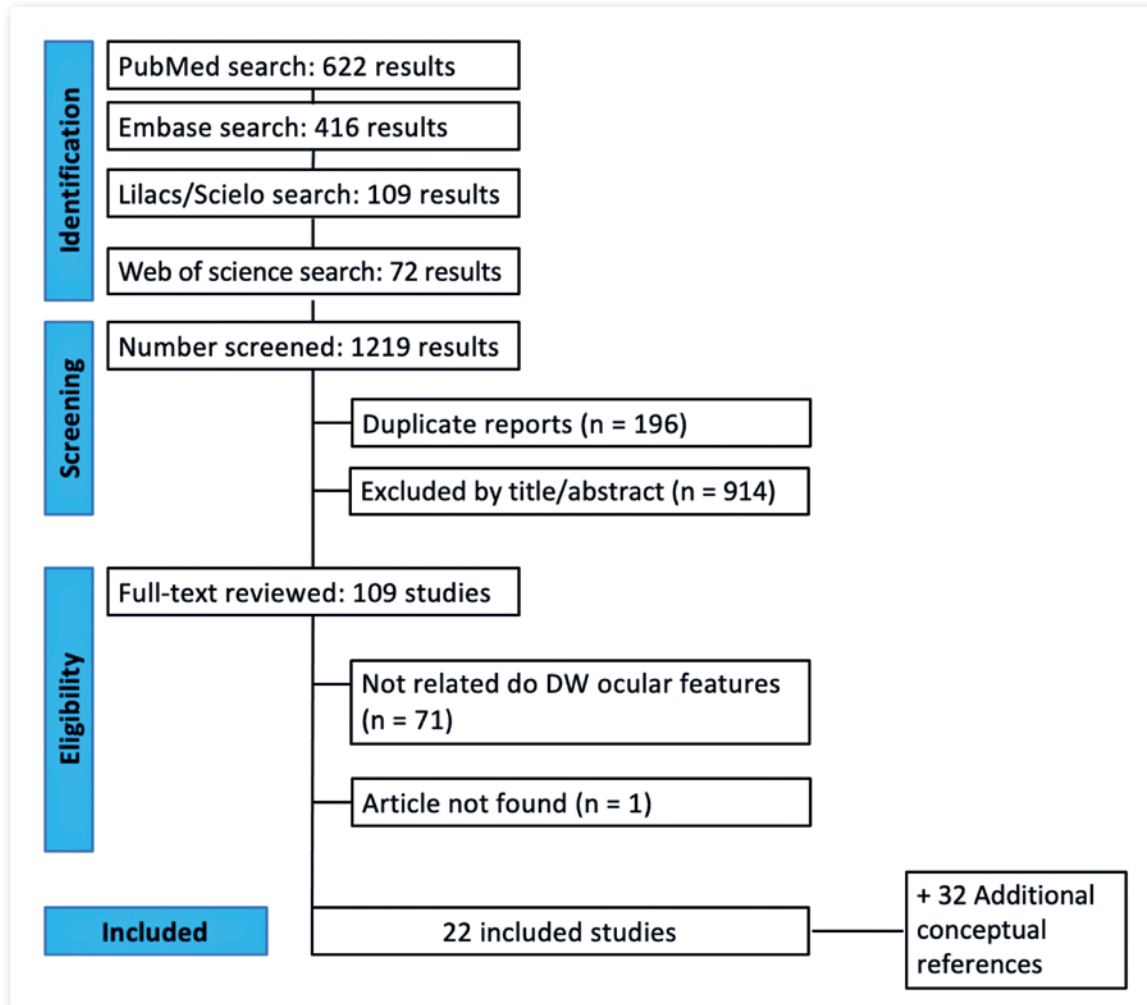 Identification
PubMed search: 622 results
Embase search: 416 results
Lilacs/Scielo search: 109 results
Web of science search: 72 results
Screening
Number screened: 1219 results
Duplicate reports (n = 196)
Excluded by title/abstract (n = 914)
Eligibility
Full-text reviewed: 109 studies
Not related do DW ocular features
(n = 71)
Article not found (n = 1)
Included
22 included studies
+ 32 Additional
conceptual
references